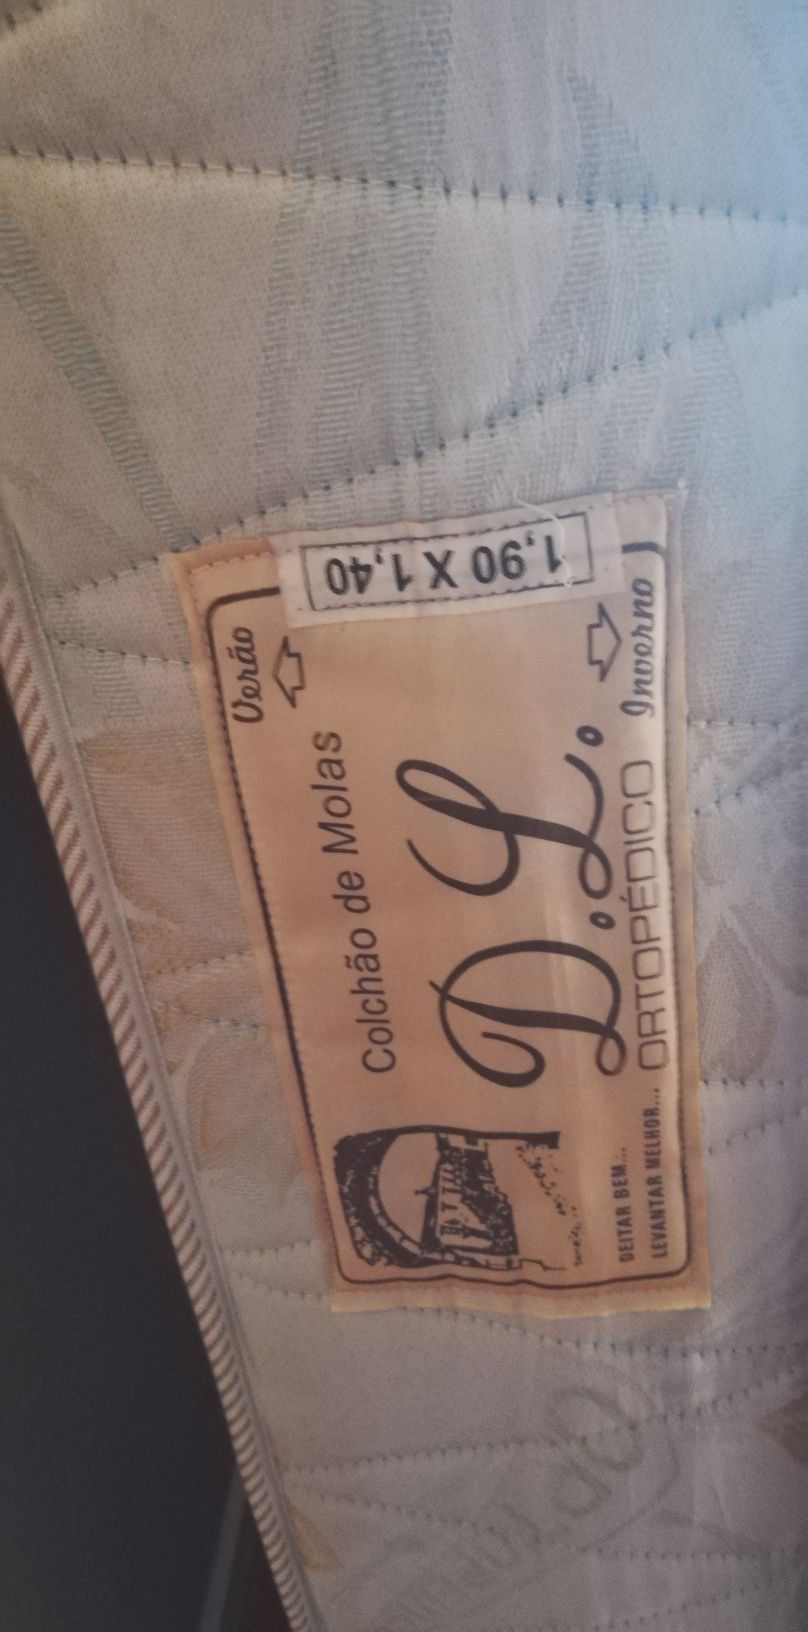 1,90 X 1,40
Verão
Inverno
Colchão de Molas
D.L.
ORTOPÉDICO
DEITAR BEM...
LEVANTAR MELHOR...